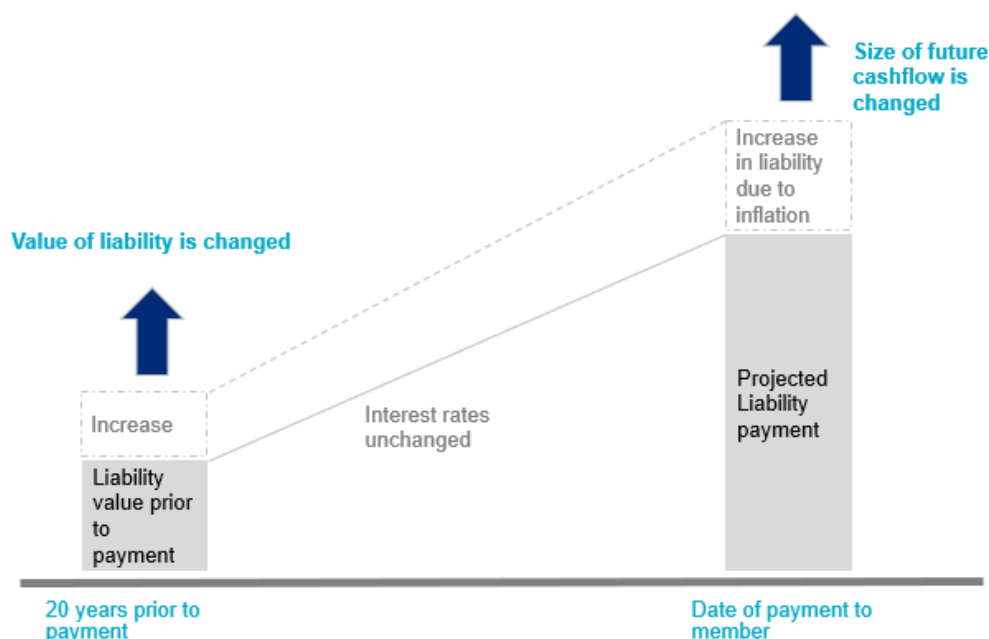 Size of future
cashflow is
changed
Increase
in liability
due to
inflation
Value of liability is changed
Increase
Interest rates
unchanged
Projected
Liability
payment
Liability
value prior
to
payment
20 years prior to
payment
Date of payment to
member